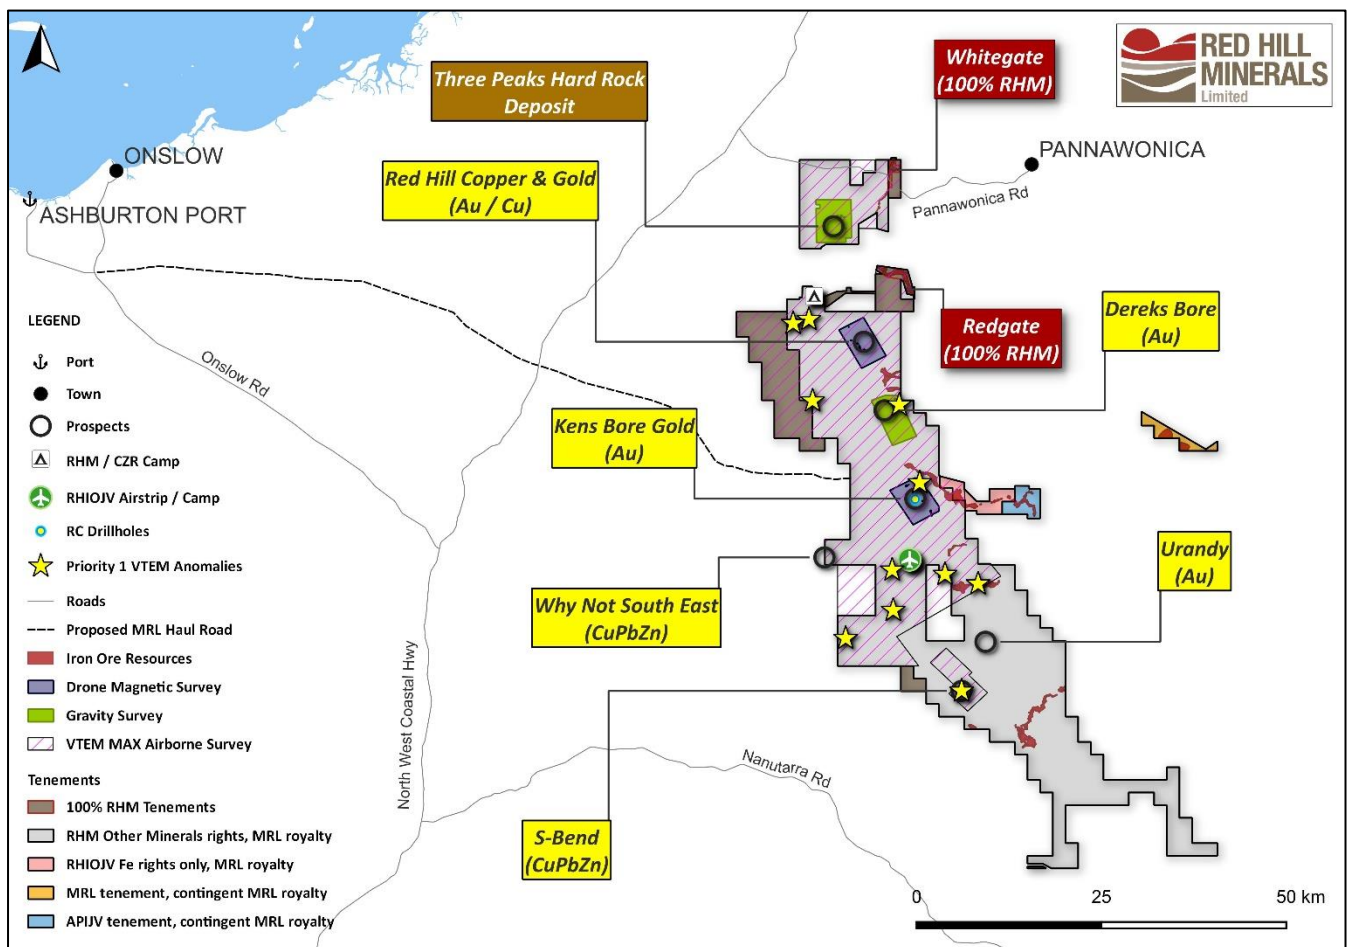 RED HILL
MINERALS
Limited
Whitegate
(100% RHM)
Three Peaks Hard Rock
Deposit
ONSLOW
PANNAWONICA
Red Hill Copper & Gold
(Au / Cu)
ASHBURTON PORT
Pannawonica Rd
Redgate
(100% RHM)
Dereks Bore
(Au)
Onslow Rd
Kens Bore Gold
(Au)
Urandy
(Au)
Why Not South East
(CuPbZn)
North West Coastal Hwy
Nanutarra Rd
S-Bend
(CuPbZn)
LEGEND
Port
Town
Prospects
RHM / CZR Camp
RHIOJV Airstrip / Camp
RC Drillholes
Priority 1 VTEM Anomalies
Roads
Proposed MRL Haul Road
Iron Ore Resources
Drone Magnetic Survey
Gravity Survey
VTEM MAX Airborne Survey
Tenements
100% RHM Tenements
RHM Other Minerals rights, MRL royalty
RHIOJV Fe rights only, MRL royalty
MRL tenement, contingent MRL royalty
APIJV tenement, contingent MRL royalty
0 25 50 km